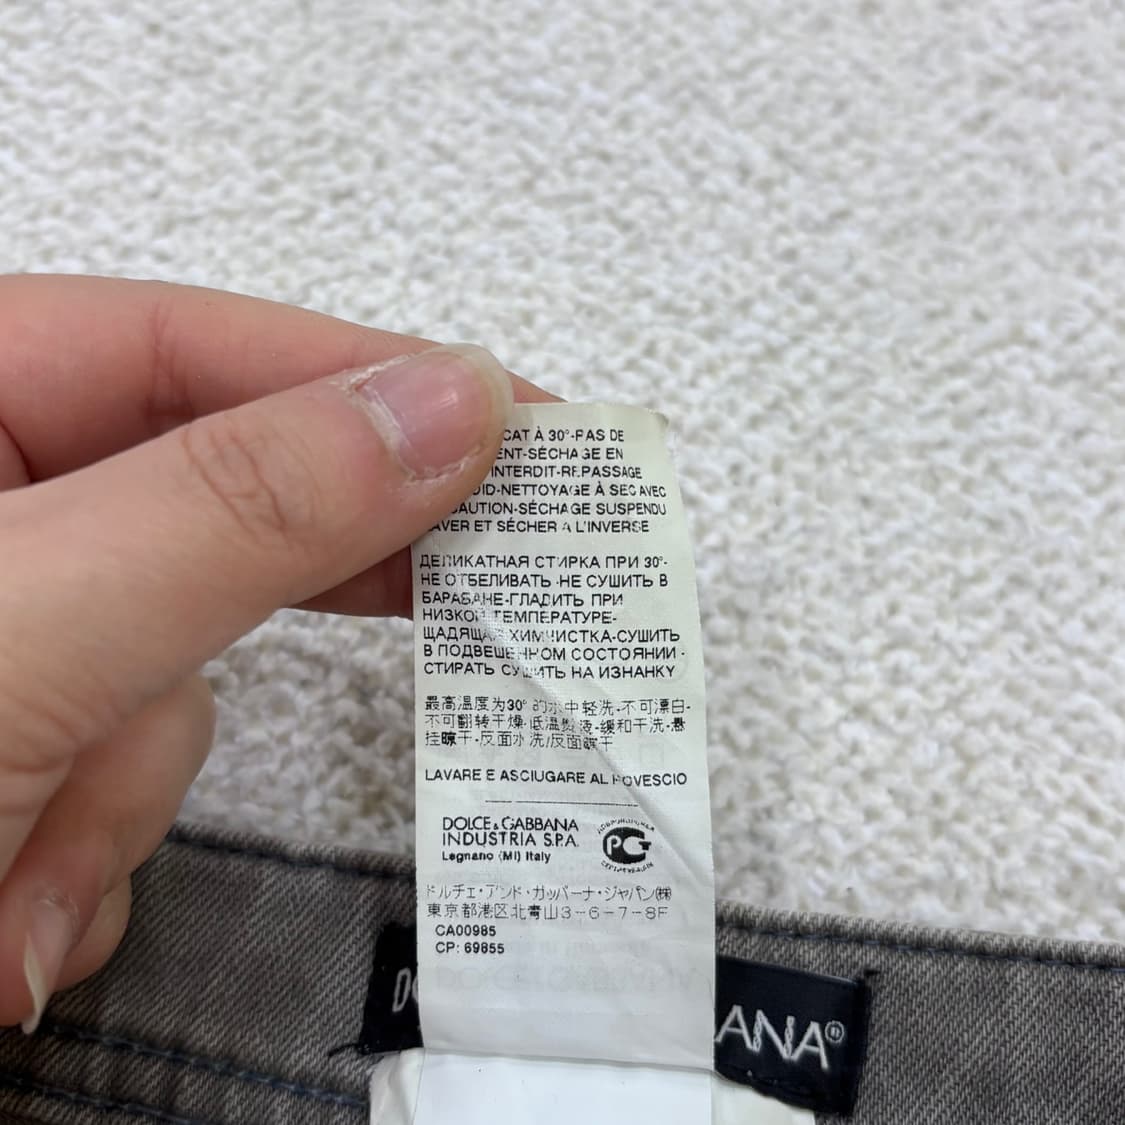 CAT À 30°-PAS DE
ENT-SÉCHAGE EN
INTERDIT-REPASSAGE
OID-NETTOYAGE À SEC AVEC
CAUTION-SÉCHAGE SUSPENDU
LAVER ET SÉCHER A L'INVERSE
ДЕЛИКАТНАЯ СТИРКА ПРИ 30°-
НЕ ОТБЕЛИВАТЬ-НЕ СУШИТЬ В
БАРАБАНЕ-ГЛАДИТЬ ПРИ
НИЗКОЙ ТЕМПЕРАТУРЕ-
ЩАДЯЩАЯ ХИМЧИСТКА-СУШИТЬ
В ПОДВЕШЕННОМ СОСТОЯНИИ-
СТИРАТЬ СУШИТЬ НА ИЗНАНКУ
最高温度为30°的水中轻洗-不可漂白-
不可翻转干燥-低温熨烫-缓和干洗-悬
挂晾干-反面水洗/反面晾干
LAVARE E ASCIUGARE AL ROVESCIO
DOLCE & GABBANA
INDUSTRIA S.P.A.
Legnano (MI) Italy
РСТ
ドルチェ・アンド・ガッバーナ・ジャパン㈱
東京都港区北青山3-6-7-8F
CA00985
CP: 69855
D
ANA®